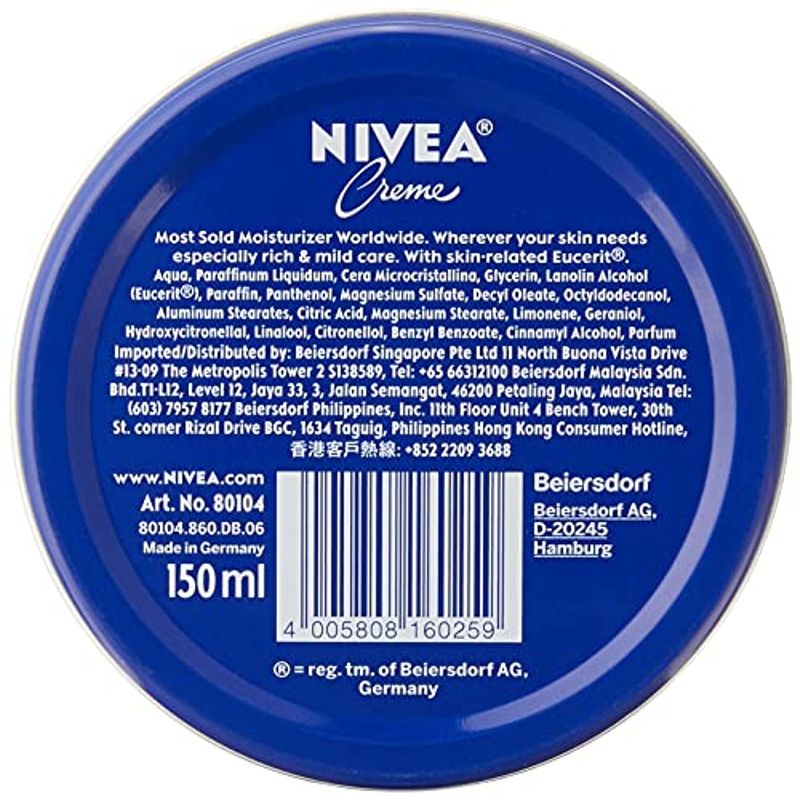 NIVEA®
Creme
Most Sold Moisturizer Worldwide. Wherever your skin needs
especially rich & mild care. With skin-related Eucerit®.
Aqua, Paraffinum Liquidum, Cera Microcristallina, Glycerin, Lanolin Alcohol
(Eucerit®), Paraffin, Panthenol, Magnesium Sulfate, Decyl Oleate, Octyldodecanol,
Aluminum Stearates, Citric Acid, Magnesium Stearate, Limonene, Geraniol,
Hydroxycitronellal, Linalool, Citronellol, Benzyl Benzoate, Cinnamyl Alcohol, Parfum
Imported/Distributed by: Beiersdorf Singapore Pte Ltd 11 North Buona Vista Drive
#13-09 The Metropolis Tower 2 S138589, Tel: +65 66312100 Beiersdorf Malaysia Sdn.
Bhd.T1-L12, Level 12, Jaya 33, 3, Jalan Semangat, 46200 Petaling Jaya, Malaysia Tel:
(603) 7957 8177 Beiersdorf Philippines, Inc. 11th Floor Unit 4 Bench Tower, 30th
St. corner Rizal Drive BGC, 1634 Taguig, Philippines Hong Kong Consumer Hotline,
香港客戶熱線: +852 2209 3688
www.NIVEA.com
Art. No. 80104
80104.860.DB.06
Made in Germany
150 ml
4 005808 160259
Beiersdorf
Beiersdorf AG,
D-20245
Hamburg
® = reg. tm. of Beiersdorf AG,
Germany